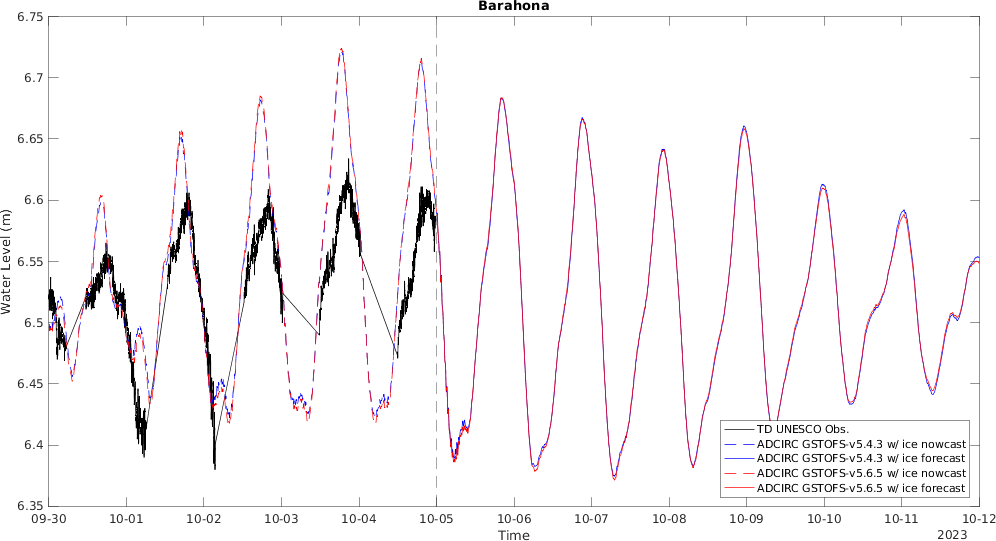 Barahona
Water Level (m)
6.75
6.7
6.65
6.6
6.55
6.5
6.45
6.4
6.35
TD UNESCO Obs.
ADCIRC GSTOFS-v5.4.3 w/ ice nowcast
ADCIRC GSTOFS-v5.4.3 w/ ice forecast
ADCIRC GSTOFS-v5.6.5 w/ ice nowcast
ADCIRC GSTOFS-v5.6.5 w/ ice forecast
09-30 10-01 10-02 10-03 10-04 10-05 10-06 10-07 10-08 10-09 10-10 10-11 10-12
Time
2023